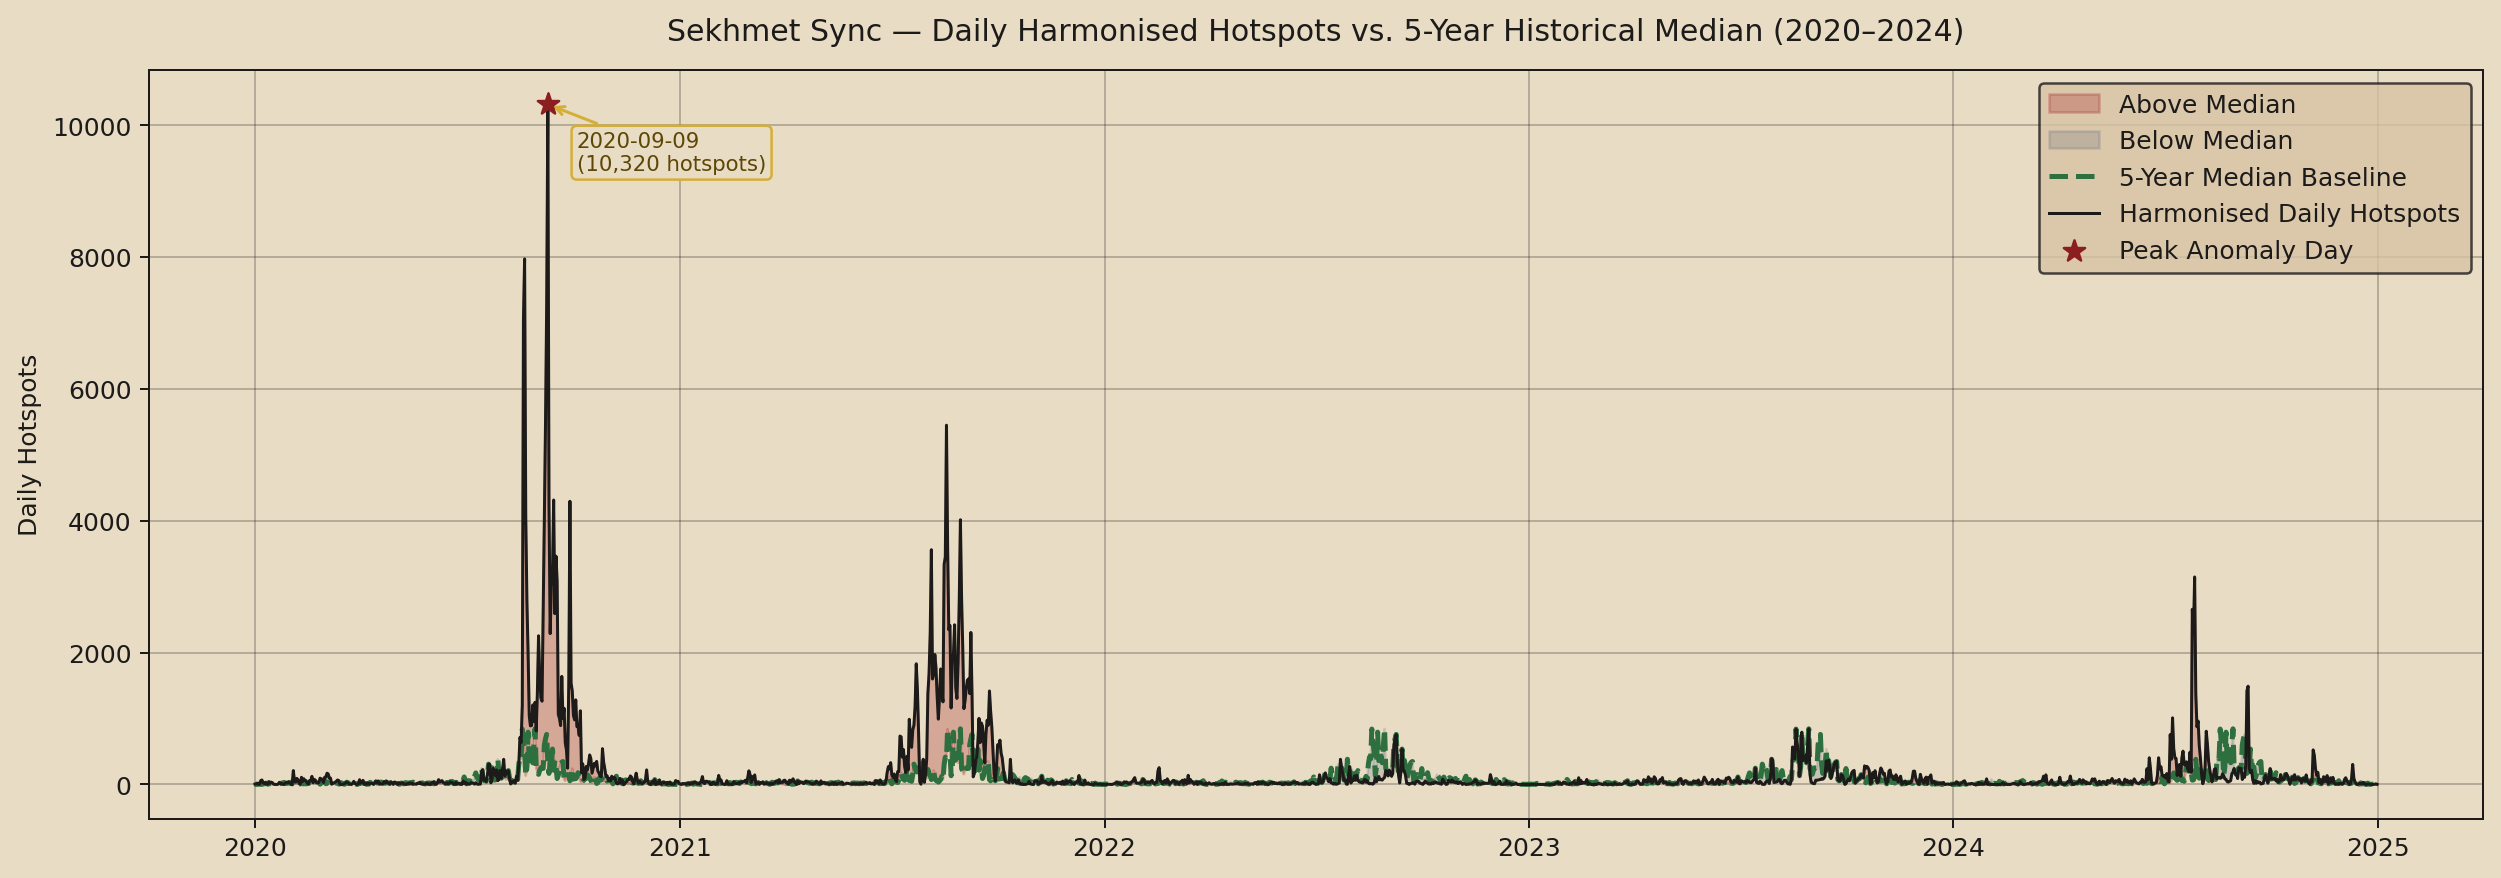 Sekhmet Sync — Daily Harmonised Hotspots vs. 5-Year Historical Median (2020–2024)
Above Median
Below Median
5-Year Median Baseline
Harmonised Daily Hotspots
Peak Anomaly Day
2020-09-09
(10,320 hotspots)
Daily Hotspots
10000
8000
6000
4000
2000
0
2020
2021
2022
2023
2024
2025